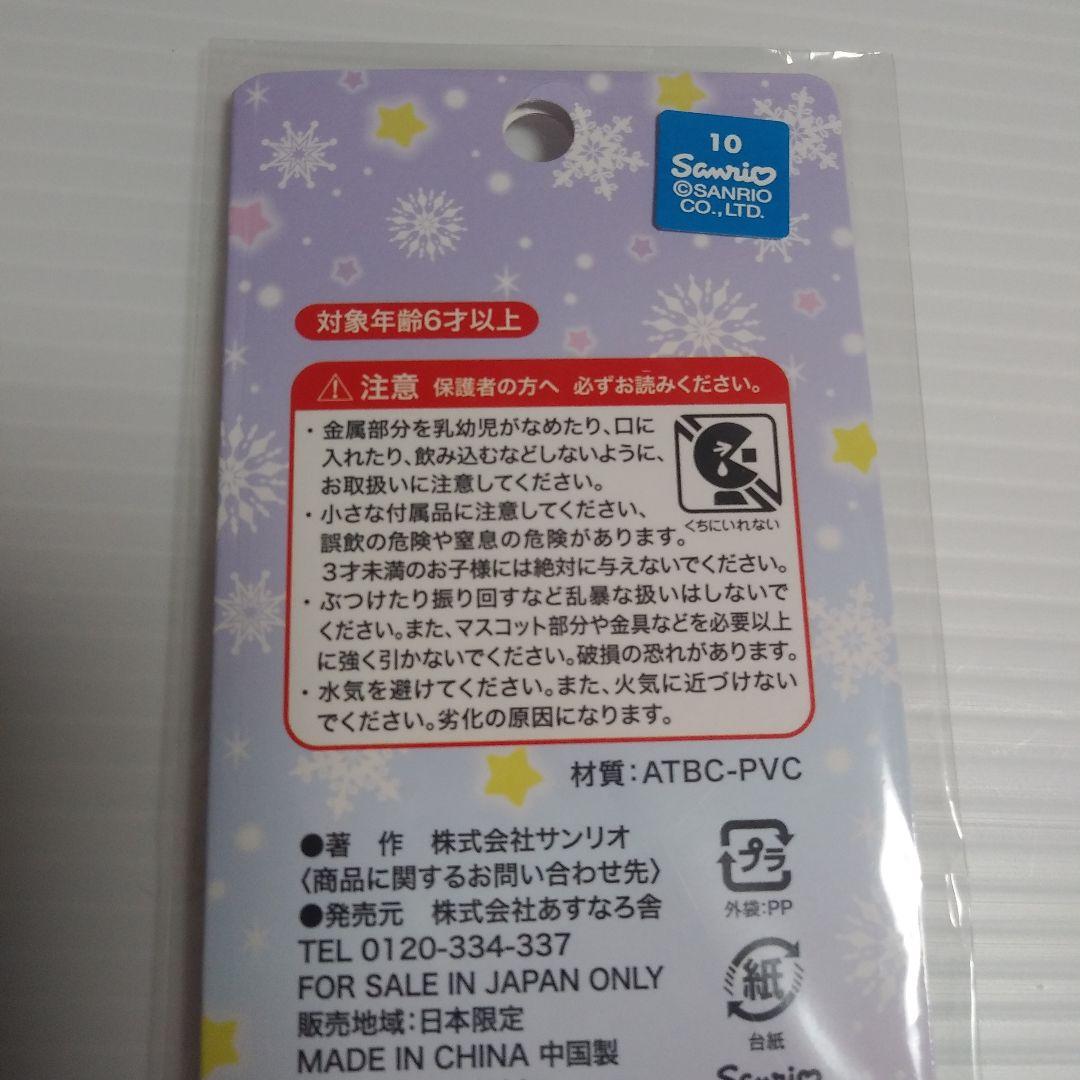 10
Sanrio
©SANRIO
CO.,LTD.
対象年齢6才以上
注意 保護者の方へ 必ずお読みください。
・金属部分を乳幼児がなめたり、口に
入れたり、飲み込むなどしないように、
お取扱いに注意してください。
くちにいれない
・小さな付属品に注意してください、
誤飲の危険や窒息の危険があります。
3才未満のお子様には絶対に与えないでください。
・ぶつけたり振り回すなど乱暴な扱いはしないで
ください。また、マスコット部分や金具などを必要以上
に強く引かないでください。破損の恐れがあります。
・水気を避けてください。また、火気に近づけない
でください。劣化の原因になります。
材質：ATBC-PVC
●著 作 株式会社サンリオ
〈商品に関するお問い合わせ先〉
●発売元 株式会社あすなろ舎
TEL 0120-334-337
FOR SALE IN JAPAN ONLY
販売地域：日本限定
MADE IN CHINA 中国製
プラ
外袋：PP
紙
台紙
Sanrio